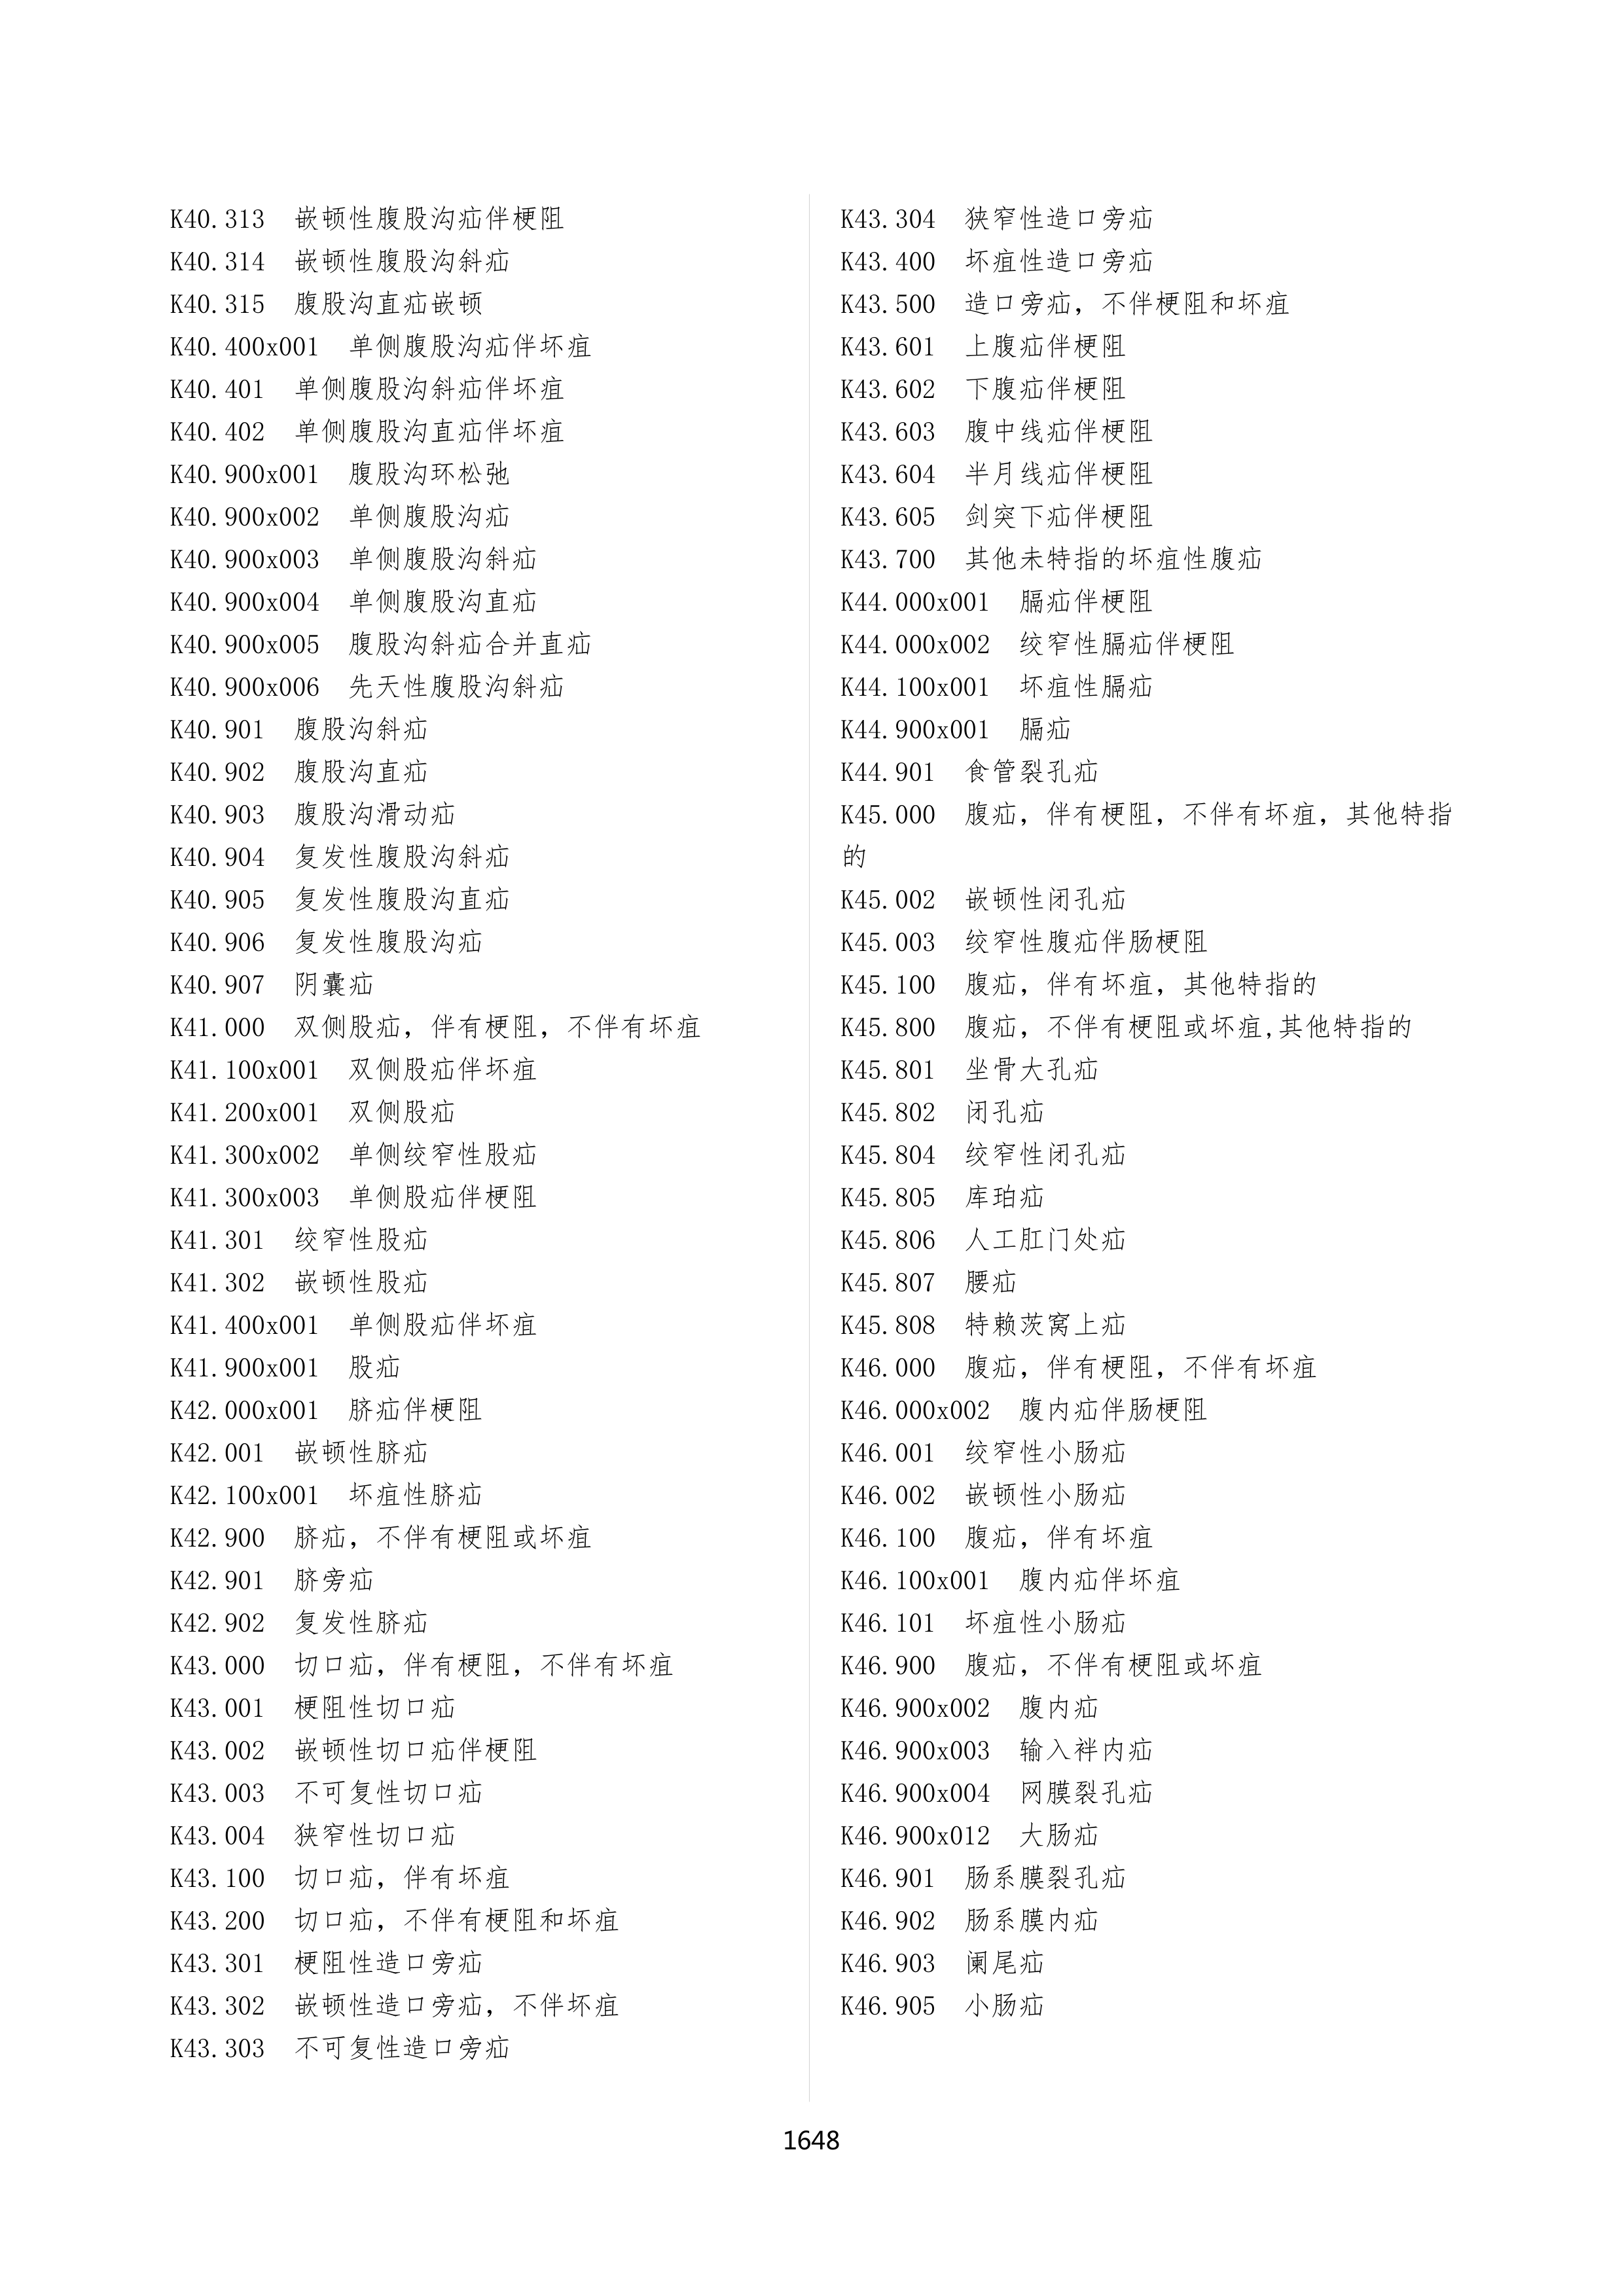 K40.313 嵌顿性腹股沟疝伴梗阻
K40.314 嵌顿性腹股沟斜疝
K40.315 腹股沟直疝嵌顿
K40.400x001 单侧腹股沟疝伴坏疽
K40.401 单侧腹股沟斜疝伴坏疽
K40.402 单侧腹股沟直疝伴坏疽
K40.900x001 腹股沟环松弛
K40.900x002 单侧腹股沟疝
K40.900x003 单侧腹股沟斜疝
K40.900x004 单侧腹股沟直疝
K40.900x005 腹股沟斜疝合并直疝
K40.900x006 先天性腹股沟斜疝
K40.901 腹股沟斜疝
K40.902 腹股沟直疝
K40.903 腹股沟滑动疝
K40.904 复发性腹股沟斜疝
K40.905 复发性腹股沟直疝
K40.906 复发性腹股沟疝
K40.907 阴囊疝
K41.000 双侧股疝，伴有梗阻，不伴有坏疽
K41.100x001 双侧股疝伴坏疽
K41.200x001 双侧股疝
K41.300x002 单侧绞窄性股疝
K41.300x003 单侧股疝伴梗阻
K41.301 绞窄性股疝
K41.302 嵌顿性股疝
K41.400x001 单侧股疝伴坏疽
K41.900x001 股疝
K42.000x001 脐疝伴梗阻
K42.001 嵌顿性脐疝
K42.100x001 坏疽性脐疝
K42.900 脐疝，不伴有梗阻或坏疽
K42.901 脐旁疝
K42.902 复发性脐疝
K43.000 切口疝，伴有梗阻，不伴有坏疽
K43.001 梗阻性切口疝
K43.002 嵌顿性切口疝伴梗阻
K43.003 不可复性切口疝
K43.004 狭窄性切口疝
K43.100 切口疝，伴有坏疽
K43.200 切口疝，不伴有梗阻和坏疽
K43.301 梗阻性造口旁疝
K43.302 嵌顿性造口旁疝，不伴坏疽
K43.303 不可复性造口旁疝
K43.304 狭窄性造口旁疝
K43.400 坏疽性造口旁疝
K43.500 造口旁疝，不伴梗阻和坏疽
K43.601 上腹疝伴梗阻
K43.602 下腹疝伴梗阻
K43.603 腹中线疝伴梗阻
K43.604 半月线疝伴梗阻
K43.605 剑突下疝伴梗阻
K43.700 其他未特指的坏疽性腹疝
K44.000x001 膈疝伴梗阻
K44.000x002 绞窄性膈疝伴梗阻
K44.100x001 坏疽性膈疝
K44.900x001 膈疝
K44.901 食管裂孔疝
K45.000 腹疝，伴有梗阻，不伴有坏疽，其他特指
的
K45.002 嵌顿性闭孔疝
K45.003 绞窄性腹疝伴肠梗阻
K45.100 腹疝，伴有坏疽，其他特指的
K45.800 腹疝，不伴有梗阻或坏疽,其他特指的
K45.801 坐骨大孔疝
K45.802 闭孔疝
K45.804 绞窄性闭孔疝
K45.805 库珀疝
K45.806 人工肛门处疝
K45.807 腰疝
K45.808 特赖茨窝上疝
K46.000 腹疝，伴有梗阻，不伴有坏疽
K46.000x002 腹内疝伴肠梗阻
K46.001 绞窄性小肠疝
K46.002 嵌顿性小肠疝
K46.100 腹疝，伴有坏疽
K46.100x001 腹内疝伴坏疽
K46.101 坏疽性小肠疝
K46.900 腹疝，不伴有梗阻或坏疽
K46.900x002 腹内疝
K46.900x003 输入袢内疝
K46.900x004 网膜裂孔疝
K46.900x012 大肠疝
K46.901 肠系膜裂孔疝
K46.902 肠系膜内疝
K46.903 阑尾疝
K46.905 小肠疝
1648